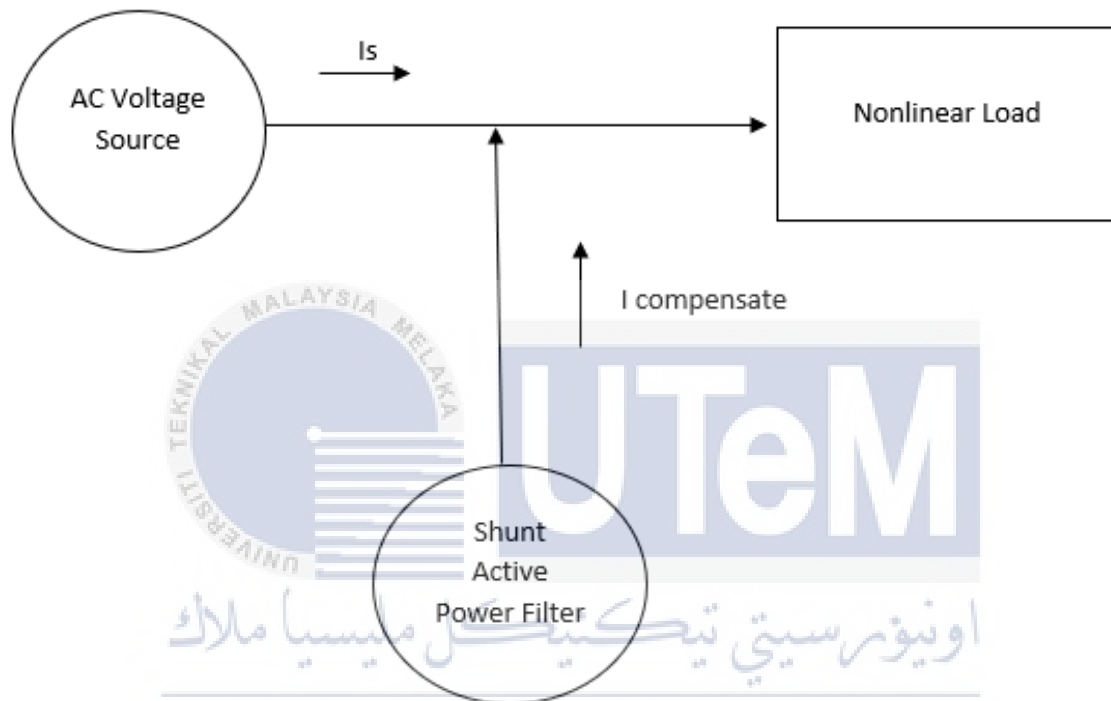 Is
AC Voltage
Source
Nonlinear Load
I compensate
UNIVERSITI TEKNIKAL MALAYSIA MELAKA
UTeM
Shunt
Active
Power Filter
اونيۏرسيتي تيكنيكل مليسيا ملاك